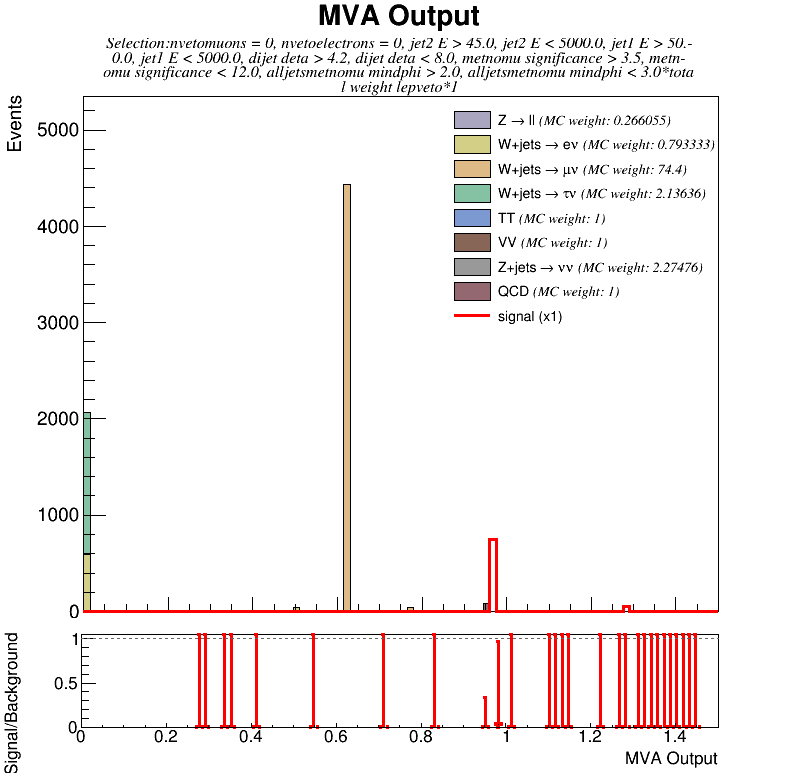 MVA Output
Selection:nvetomuons = 0, nvetoelectrons = 0, jet2 E > 45.0, jet2 E < 5000.0, jet1 E > 50.-
0.0, jet1 E < 5000.0, dijet deta > 4.2, dijet deta < 8.0, metnomu significance > 3.5, metn-
omu significance < 12.0, alljetsmetnomu mindphi > 2.0, alljetsmetnomu mindphi < 3.0*tota
l weight lepveto*1
Events
5000
4000
3000
2000
1000
0
Z → ll (MC weight: 0.266055)
W+jets → eν (MC weight: 0.793333)
W+jets → μν (MC weight: 74.4)
W+jets → τν (MC weight: 2.13636)
TT (MC weight: 1)
VV (MC weight: 1)
Z+jets → νν (MC weight: 2.27476)
QCD (MC weight: 1)
signal (x1)
Signal/Background
1
0.5
0
0 0.2 0.4 0.6 0.8 1 1.2 1.4
MVA Output